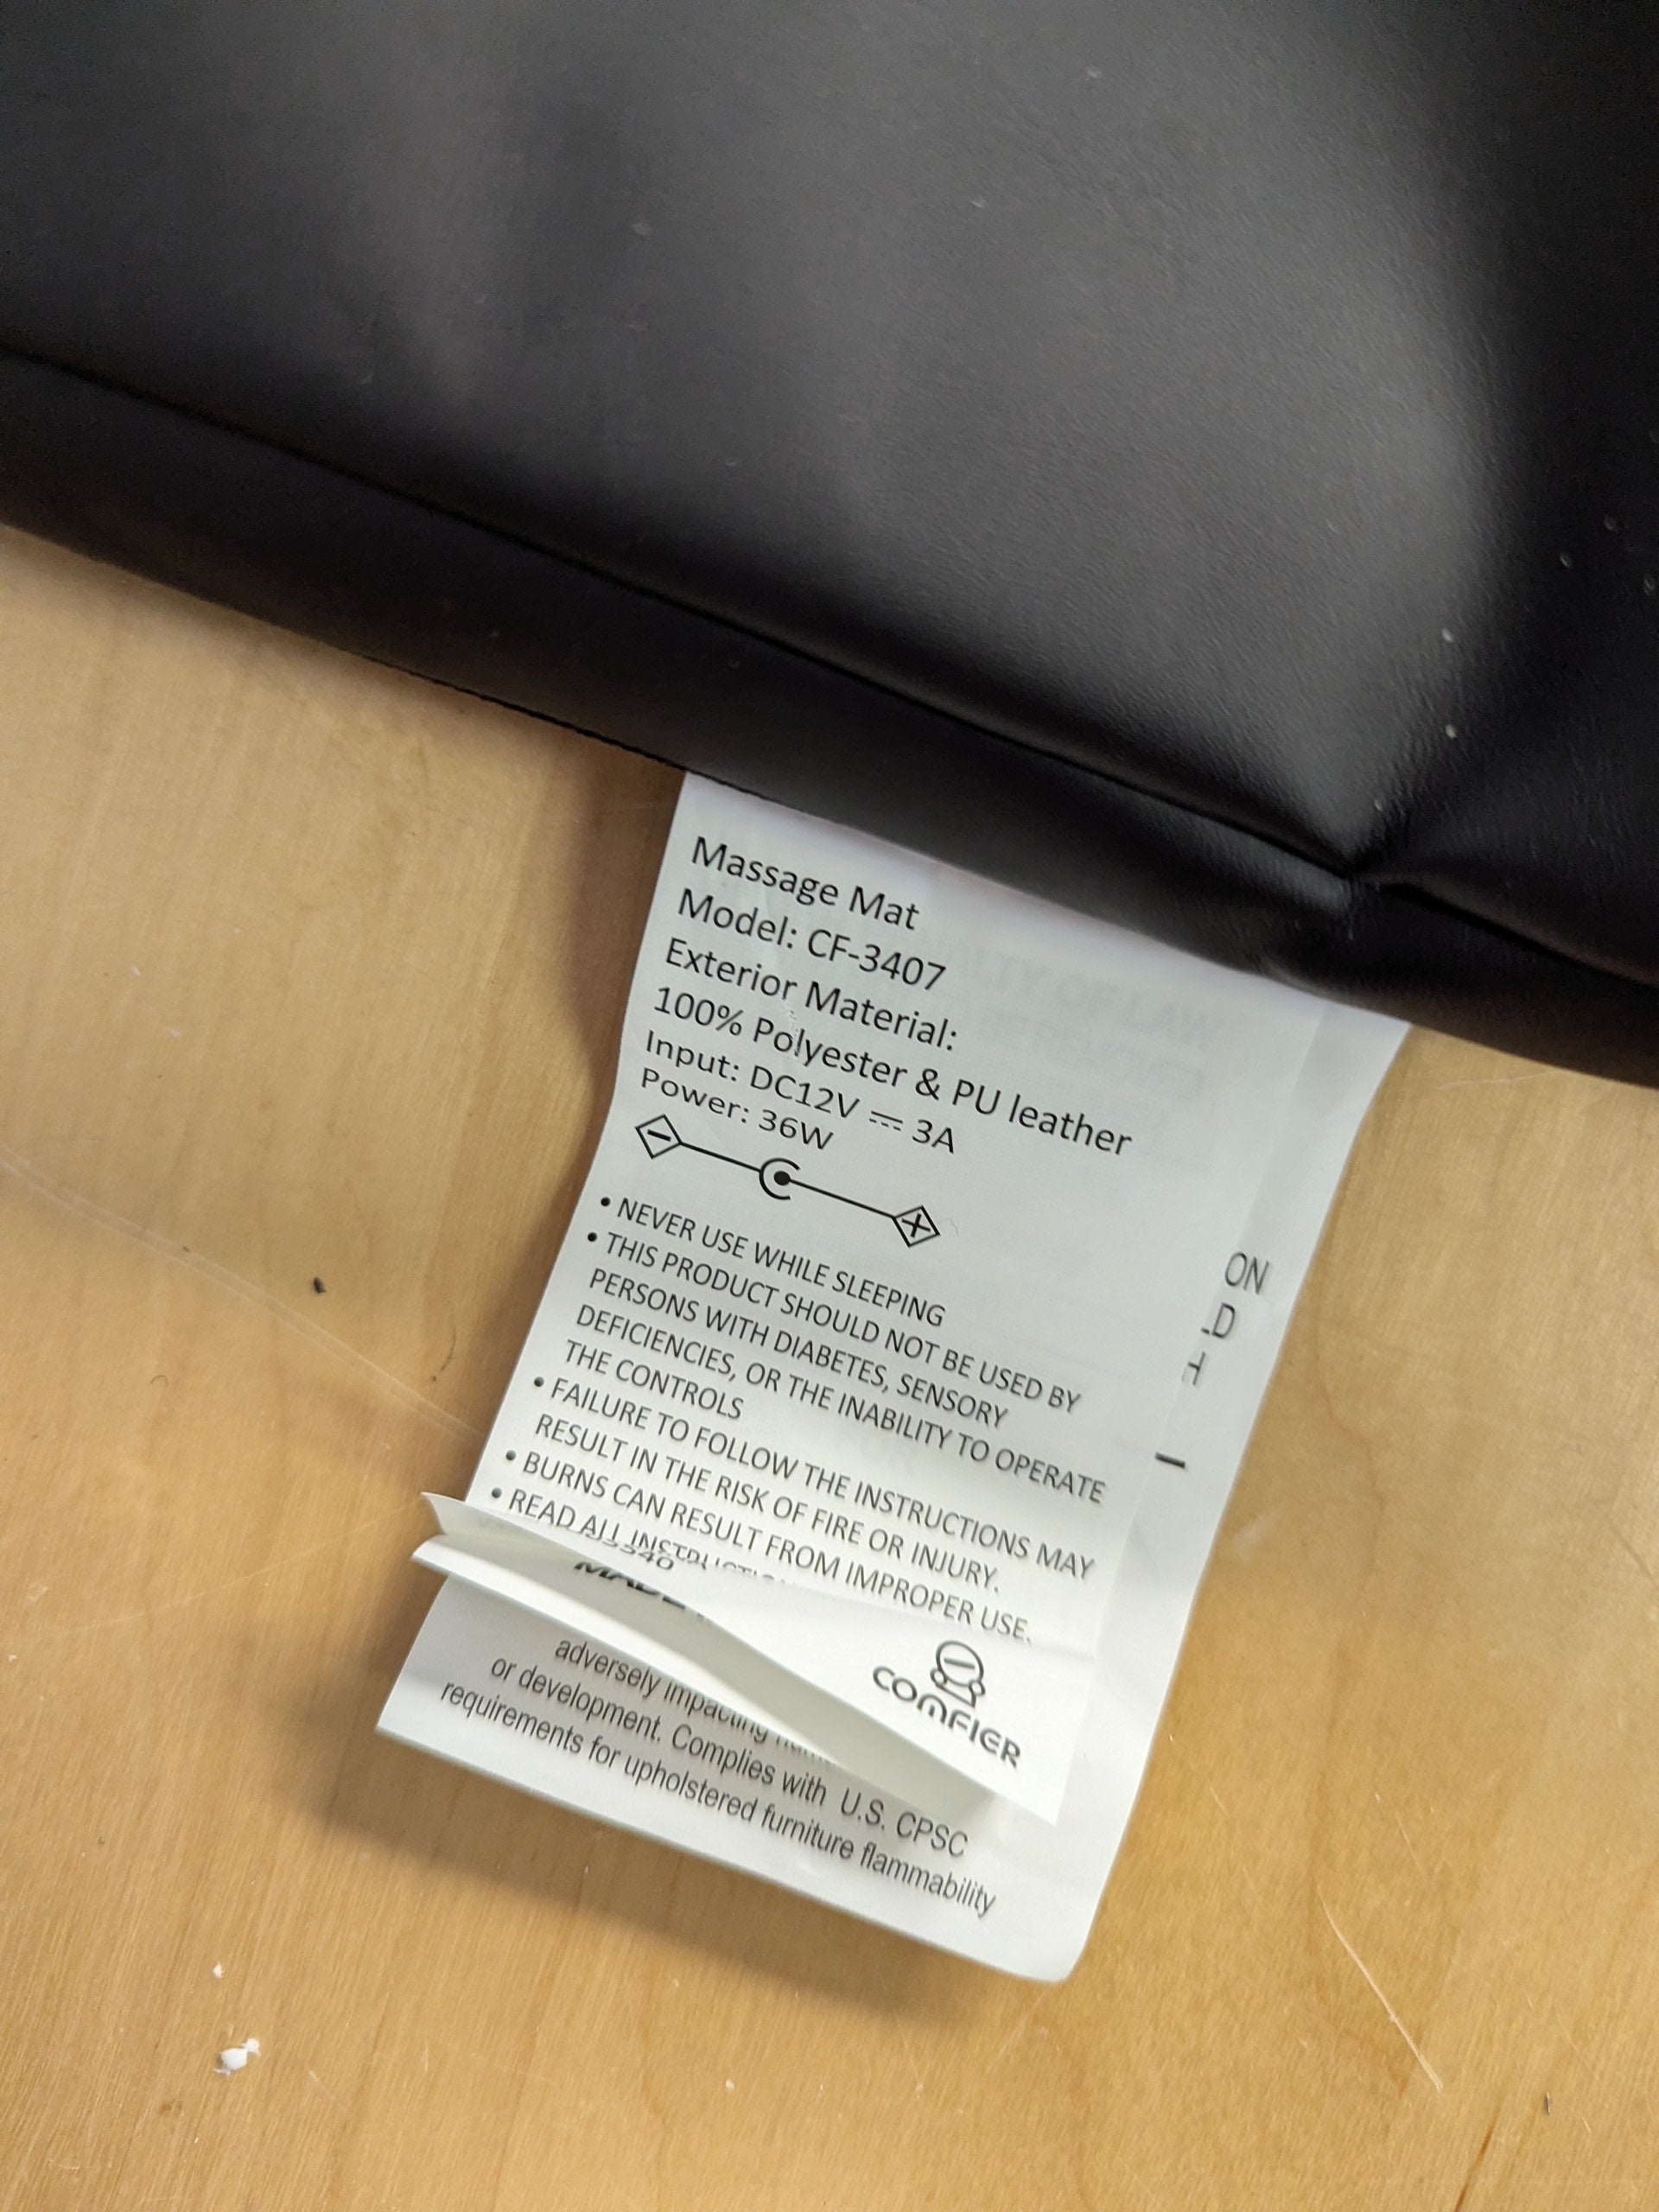 Massage Mat
Model: CF-3407
Exterior Material:
100% Polyester & PU leather
Input: DC12V ⎓ 3A
Power: 36W
• NEVER USE WHILE SLEEPING
• THIS PRODUCT SHOULD NOT BE USED BY
PERSONS WITH DIABETES, SENSORY
DEFICIENCIES, OR THE INABILITY TO OPERATE
THE CONTROLS
• FAILURE TO FOLLOW THE INSTRUCTIONS MAY
RESULT IN THE RISK OF FIRE OR INJURY.
• BURNS CAN RESULT FROM IMPROPER USE.
• READ ALL
COMFIER
adversely impacting
or development. Complies with U.S. CPSC
requirements for upholstered furniture flammability
ON